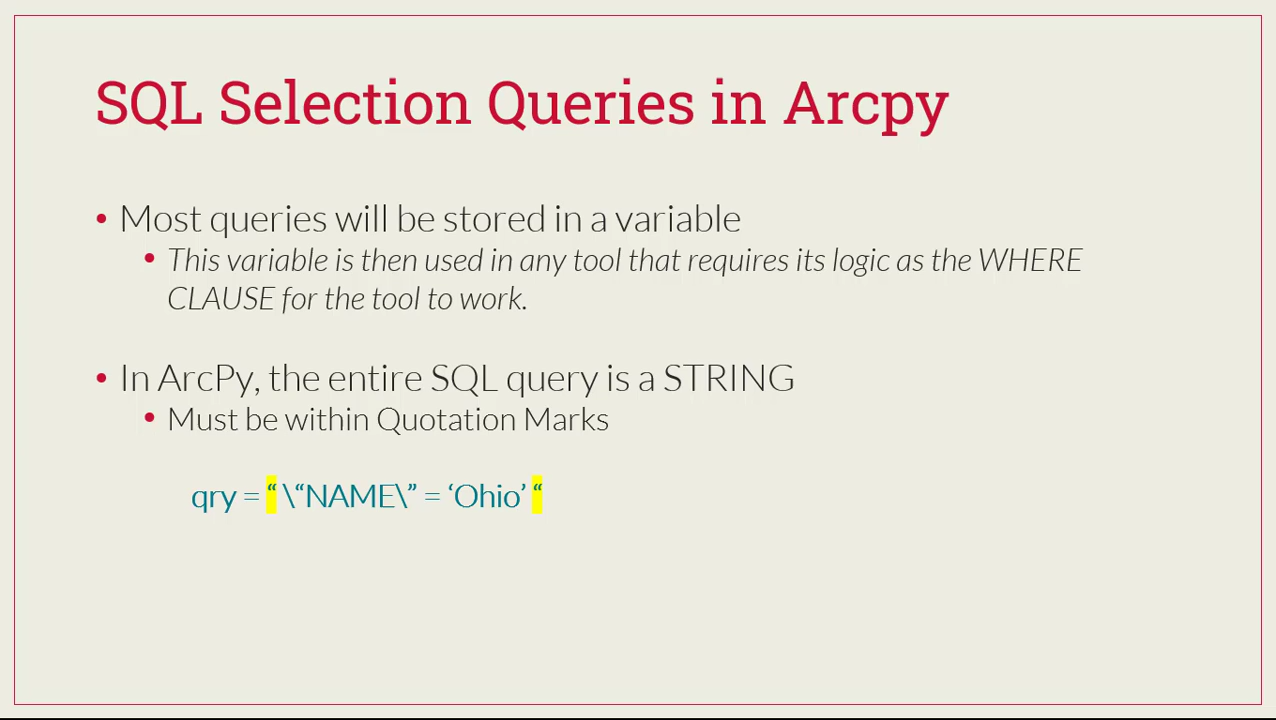 SQL Selection Queries in Arcpy
• Most queries will be stored in a variable
• This variable is then used in any tool that requires its logic as the WHERE
CLAUSE for the tool to work.
• In ArcPy, the entire SQL query is a STRING
• Must be within Quotation Marks
qry = “ \“NAME\” = ‘Ohio’ “